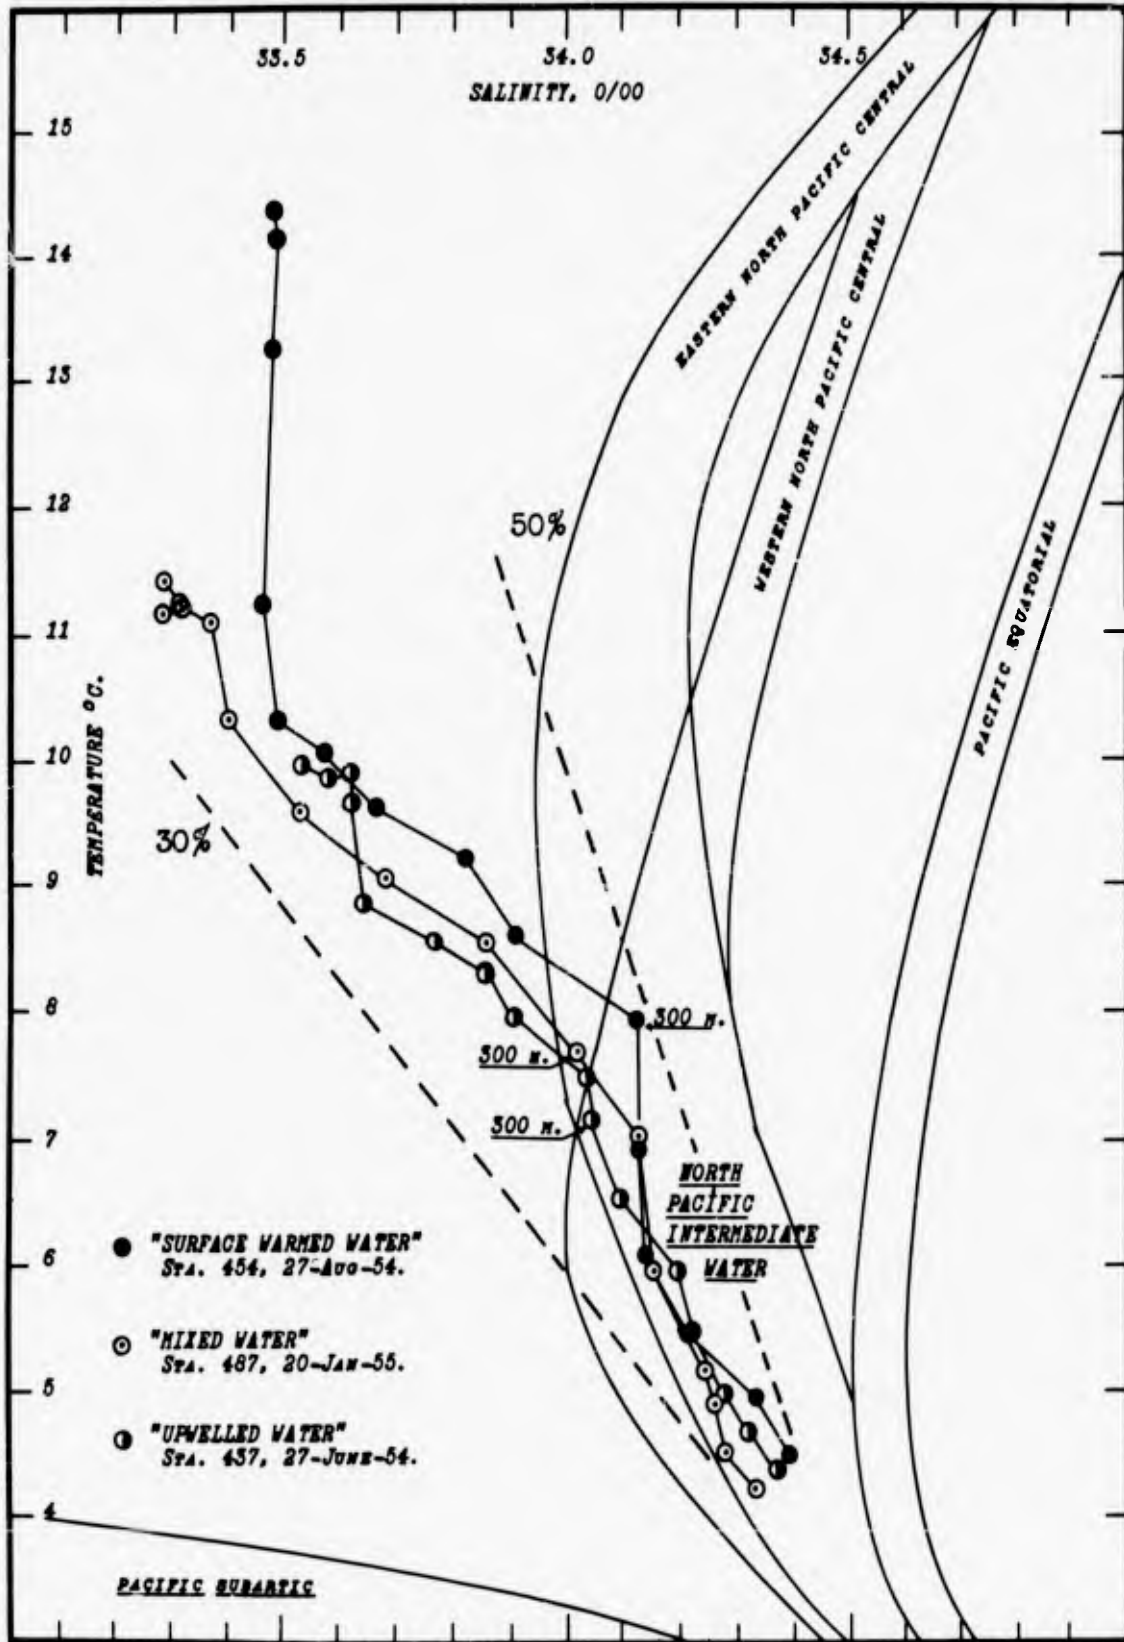 33.5 34.0 34.5
SALINITY, 0/00
15
14
13
12
11
10
9
8
7
6
5
4
TEMPERATURE °C.
EASTERN NORTH PACIFIC CENTRAL
WESTERN NORTH PACIFIC CENTRAL
PACIFIC EQUATORIAL
50%
30%
300 M.
300 M.
300 M.
NORTH
PACIFIC
INTERMEDIATE
WATER
"SURFACE WARMED WATER"
STA. 454, 27-AUG-54.
"MIXED WATER"
STA. 487, 20-JAN-55.
"UPWELLED WATER"
STA. 437, 27-JUNE-54.
PACIFIC SUBARTIC